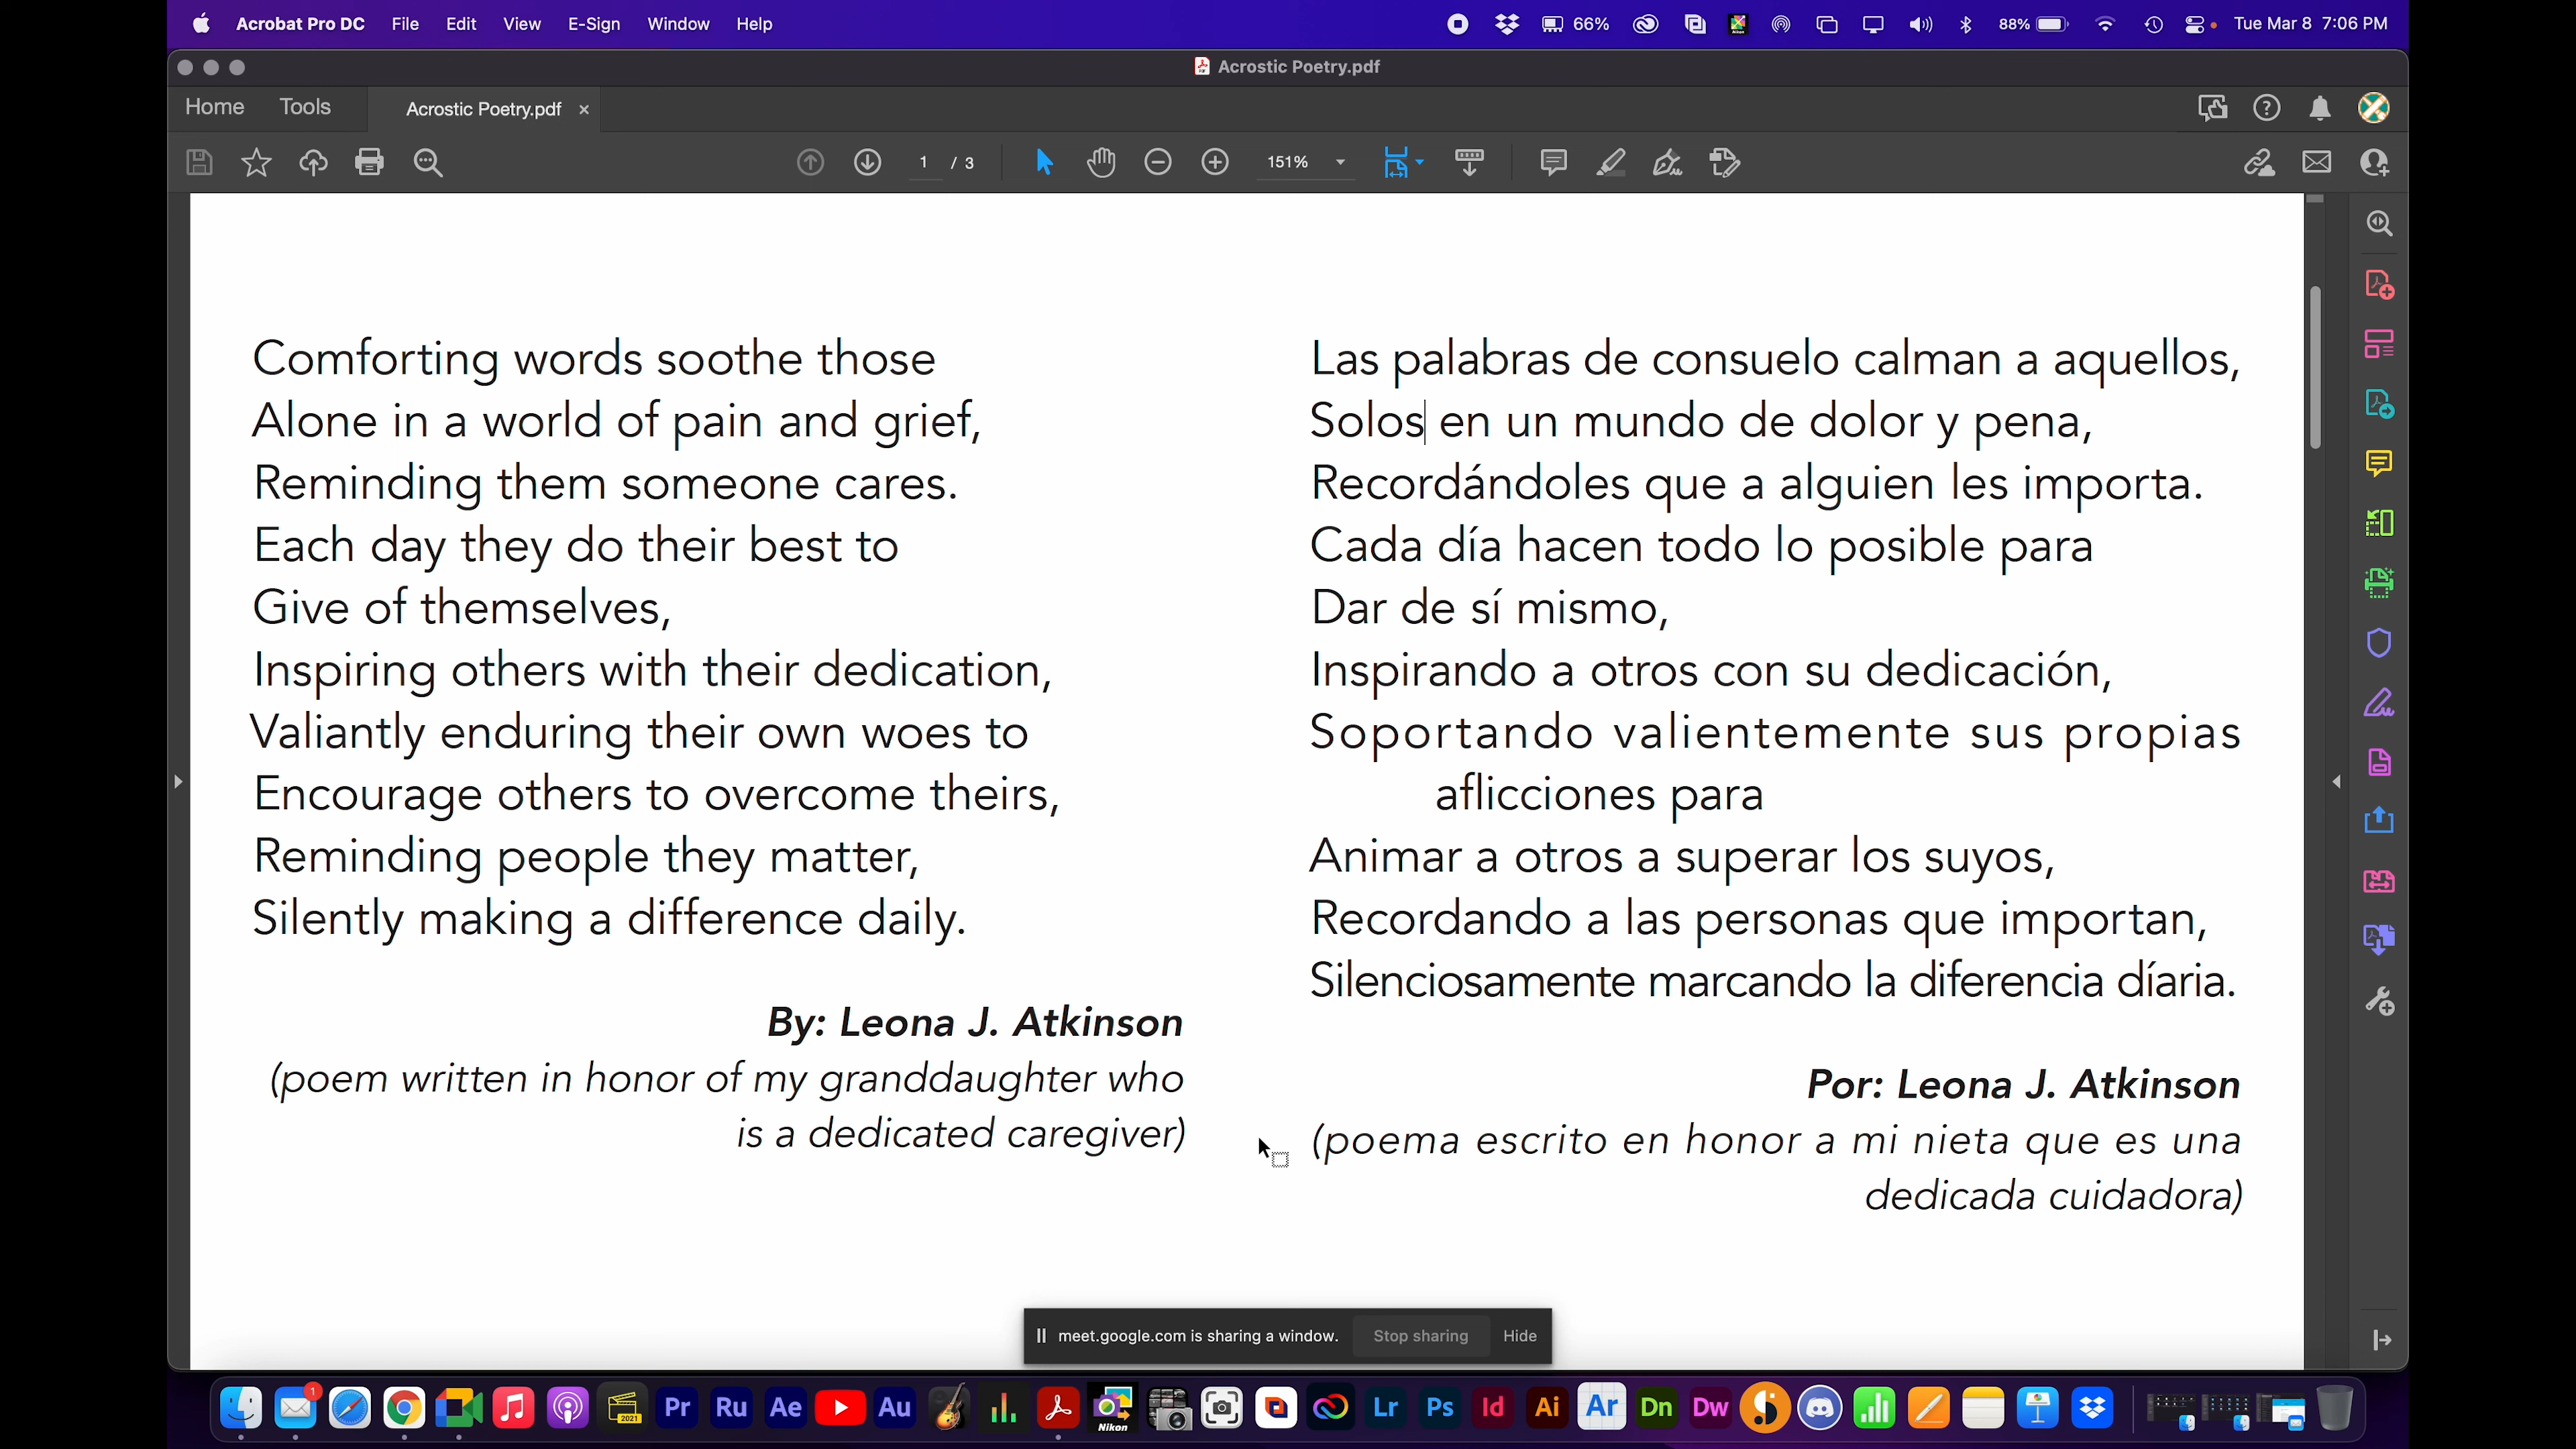 Acrobat Pro DC File Edit View E-Sign Window Help 66% 88% Tue Mar 8 7:06 PM
Acrostic Poetry.pdf
Home Tools Acrostic Poetry.pdf ×
1 / 3 151%
Comforting words soothe those
Alone in a world of pain and grief,
Reminding them someone cares.
Each day they do their best to
Give of themselves,
Inspiring others with their dedication,
Valiantly enduring their own woes to
Encourage others to overcome theirs,
Reminding people they matter,
Silently making a difference daily.
By: Leona J. Atkinson
(poem written in honor of my granddaughter who
is a dedicated caregiver)
Las palabras de consuelo calman a aquellos,
Solos en un mundo de dolor y pena,
Recordándoles que a alguien les importa.
Cada día hacen todo lo posible para
Dar de sí mismo,
Inspirando a otros con su dedicación,
Soportando valientemente sus propias
aflicciones para
Animar a otros a superar los suyos,
Recordando a las personas que importan,
Silenciosamente marcando la diferencia díaria.
Por: Leona J. Atkinson
(poema escrito en honor a mi nieta que es una
dedicada cuidadora)
meet.google.com is sharing a window. Stop sharing Hide
1 2021 Pr Ru Ae Au Nikon Lr Ps Id Ai Ar Dn Dw